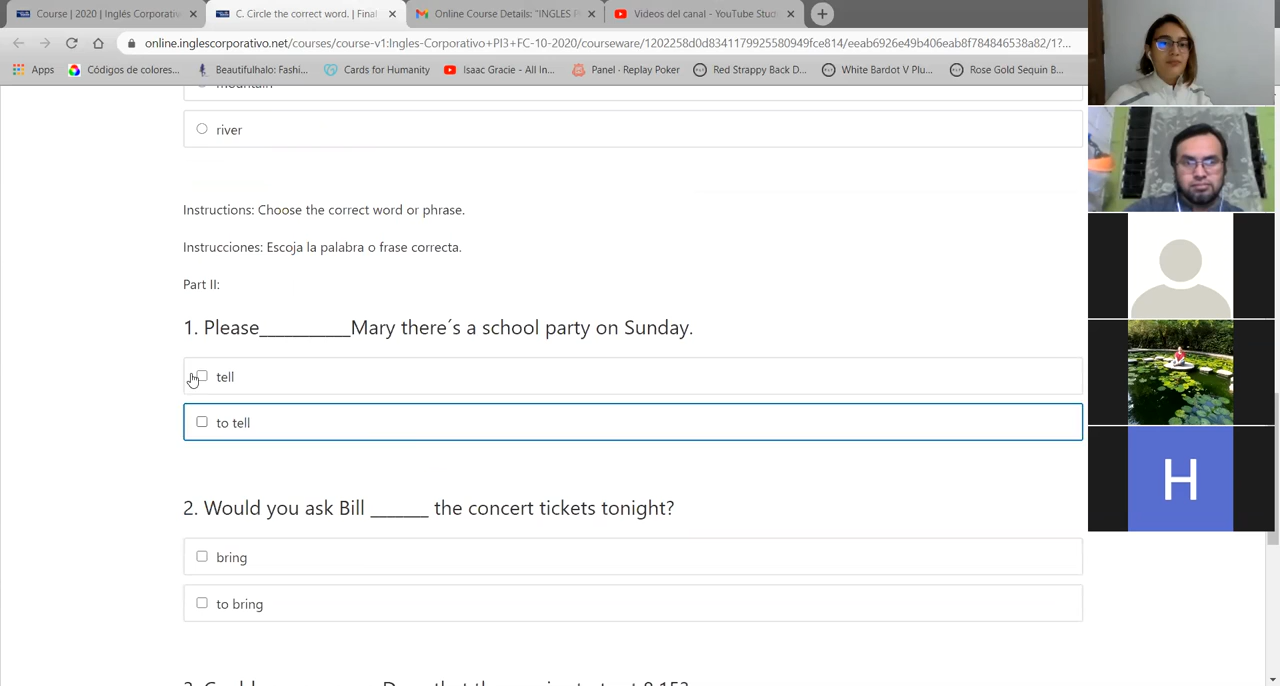 Course | 2020 | Inglés Corporativ
C. Circle the correct word. | Final
Online Course Details: "INGLES P
Videos del canal - YouTube Stud
online.inglescorporativo.net/courses/course-v1:Ingles-Corporativo+PI3+FC-10-2020/courseware/1202258d0d8341179925580949fce814/eeab6926e49b406eab8f784846538a82/1?...
Apps
Códigos de colores...
Beautifulhalo: Fashi...
Cards for Humanity
Isaac Gracie - All In...
Panel · Replay Poker
Red Strappy Back D...
White Bardot V Plu...
Rose Gold Sequin B...
mountain
river
Instructions: Choose the correct word or phrase.
Instrucciones: Escoja la palabra o frase correcta.
Part II:
1. Please__________Mary there´s a school party on Sunday.
tell
to tell
2. Would you ask Bill ______ the concert tickets tonight?
bring
to bring
H